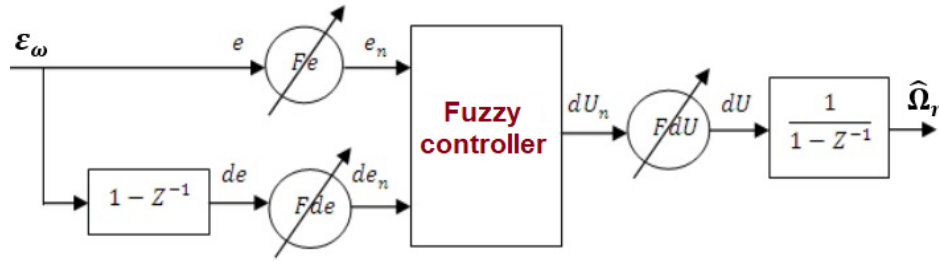 ε_ω
e
Fe
e_n
Fuzzy
controller
dU_n
FdU
dU
1
1 − Z⁻¹
Ω̂_r
1 − Z⁻¹
de
Fde
de_n